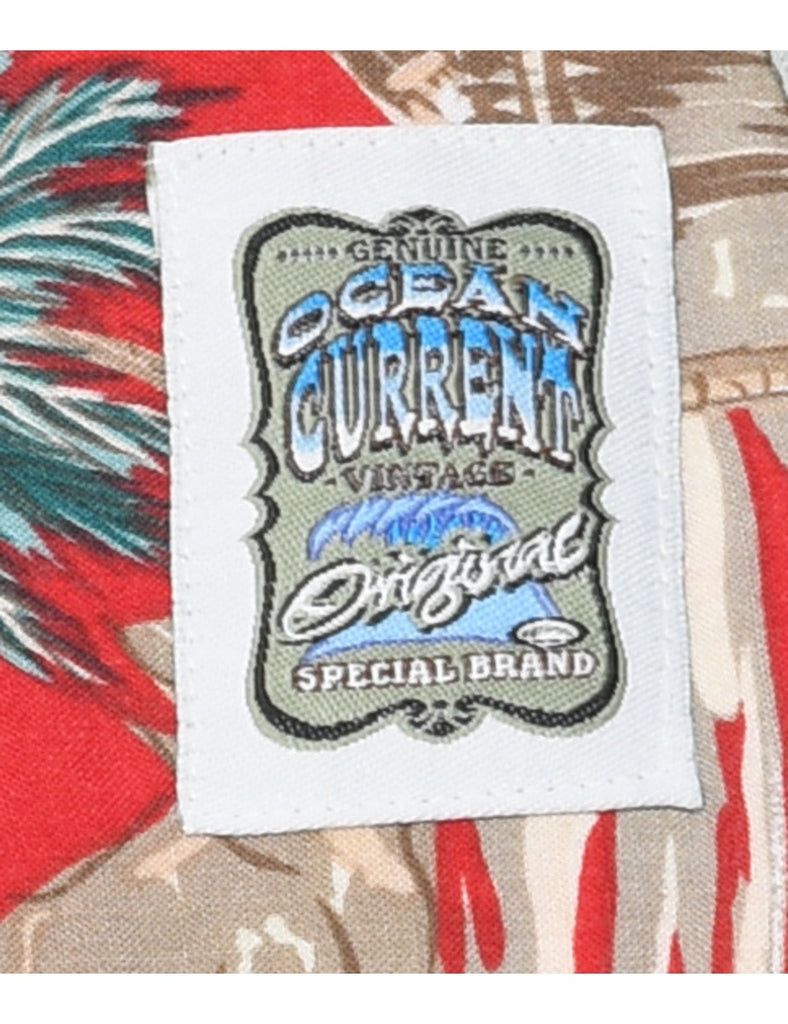 GENUINE
OCEAN
CURRENT
-VINTAGE-
Original
SPECIAL BRAND